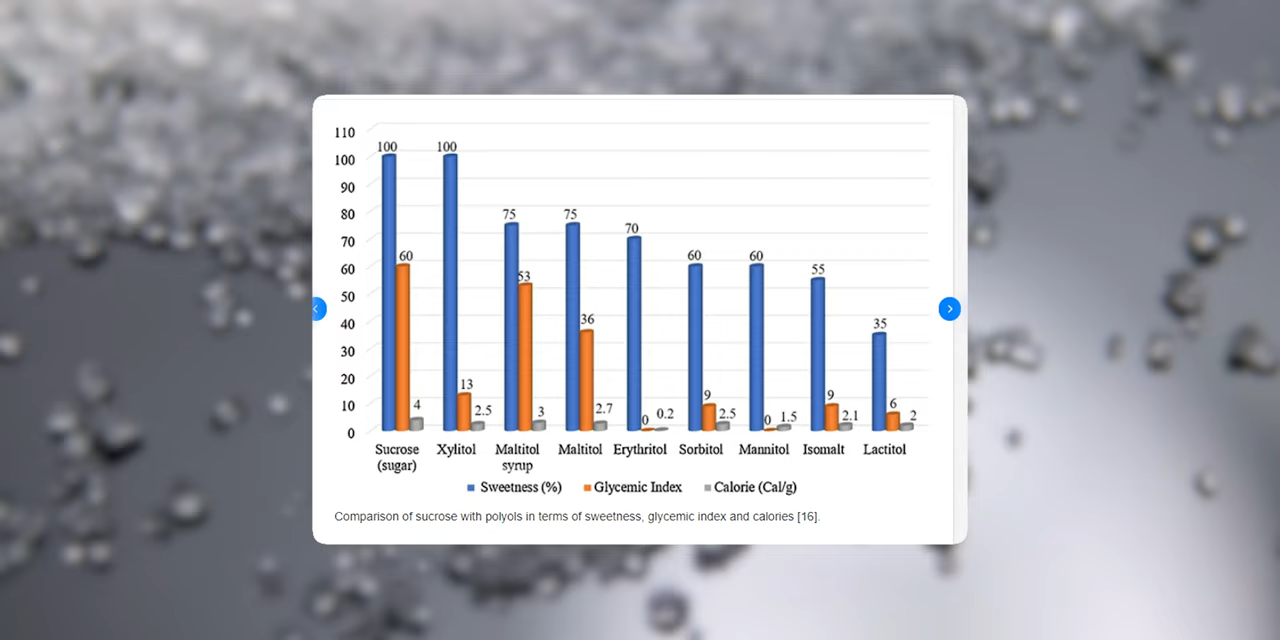 110
100
90
80
70
60
50
40
30
20
10
0
100 60 4
100 13 2.5
75 53 3
75 36 2.7
70 0 0.2
60 9 2.5
60 0 1.5
55 9 2.1
35 6 2
Sucrose (sugar)
Xylitol
Maltitol syrup
Maltitol
Erythritol
Sorbitol
Mannitol
Isomalt
Lactitol
Sweetness (%) Glycemic Index Calorie (Cal/g)
Comparison of sucrose with polyols in terms of sweetness, glycemic index and calories [16].